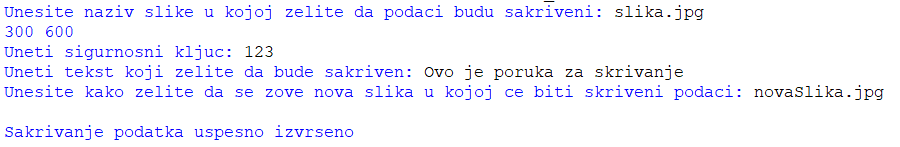 Unesite naziv slike u kojoj zelite da podaci budu sakriveni: slika.jpg
300 600
Uneti sigurnosni kljuc: 123
Uneti tekst koji zelite da bude sakriven: Ovo je poruka za skrivanje
Unesite kako zelite da se zove nova slika u kojoj ce biti skriveni podaci: novaSlika.jpg
Sakrivanje podatka uspesno izvrseno